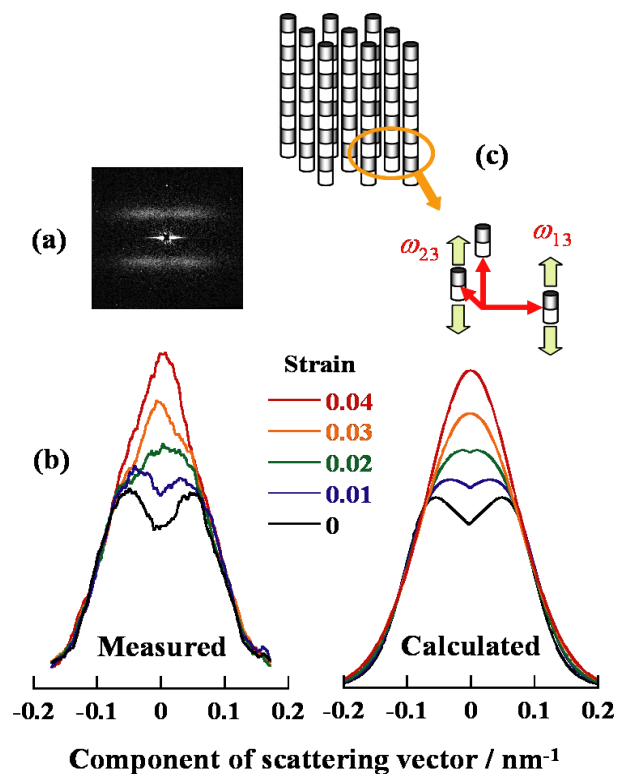 (c)
(a)
ω23
ω13
(b)
Strain
0.04
0.03
0.02
0.01
0
Measured
Calculated
-0.2 -0.1 0 0.1 0.2
-0.2 -0.1 0 0.1 0.2
Component of scattering vector / nm-1